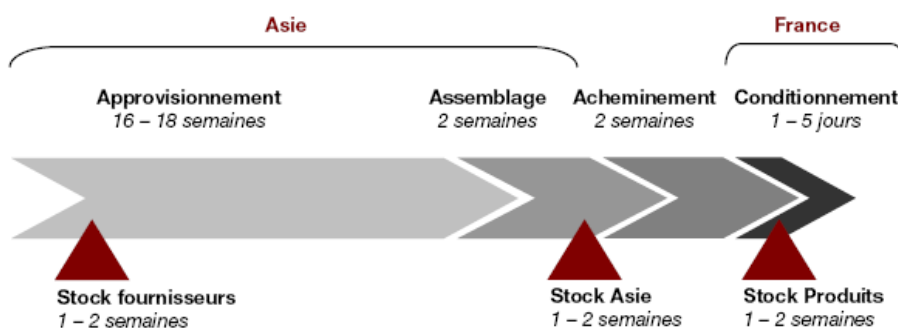 Asie
France
Approvisionnement
16 – 18 semaines
Assemblage
2 semaines
Acheminement
2 semaines
Conditionnement
1 – 5 jours
Stock fournisseurs
1 – 2 semaines
Stock Asie
1 – 2 semaines
Stock Produits
1 – 2 semaines